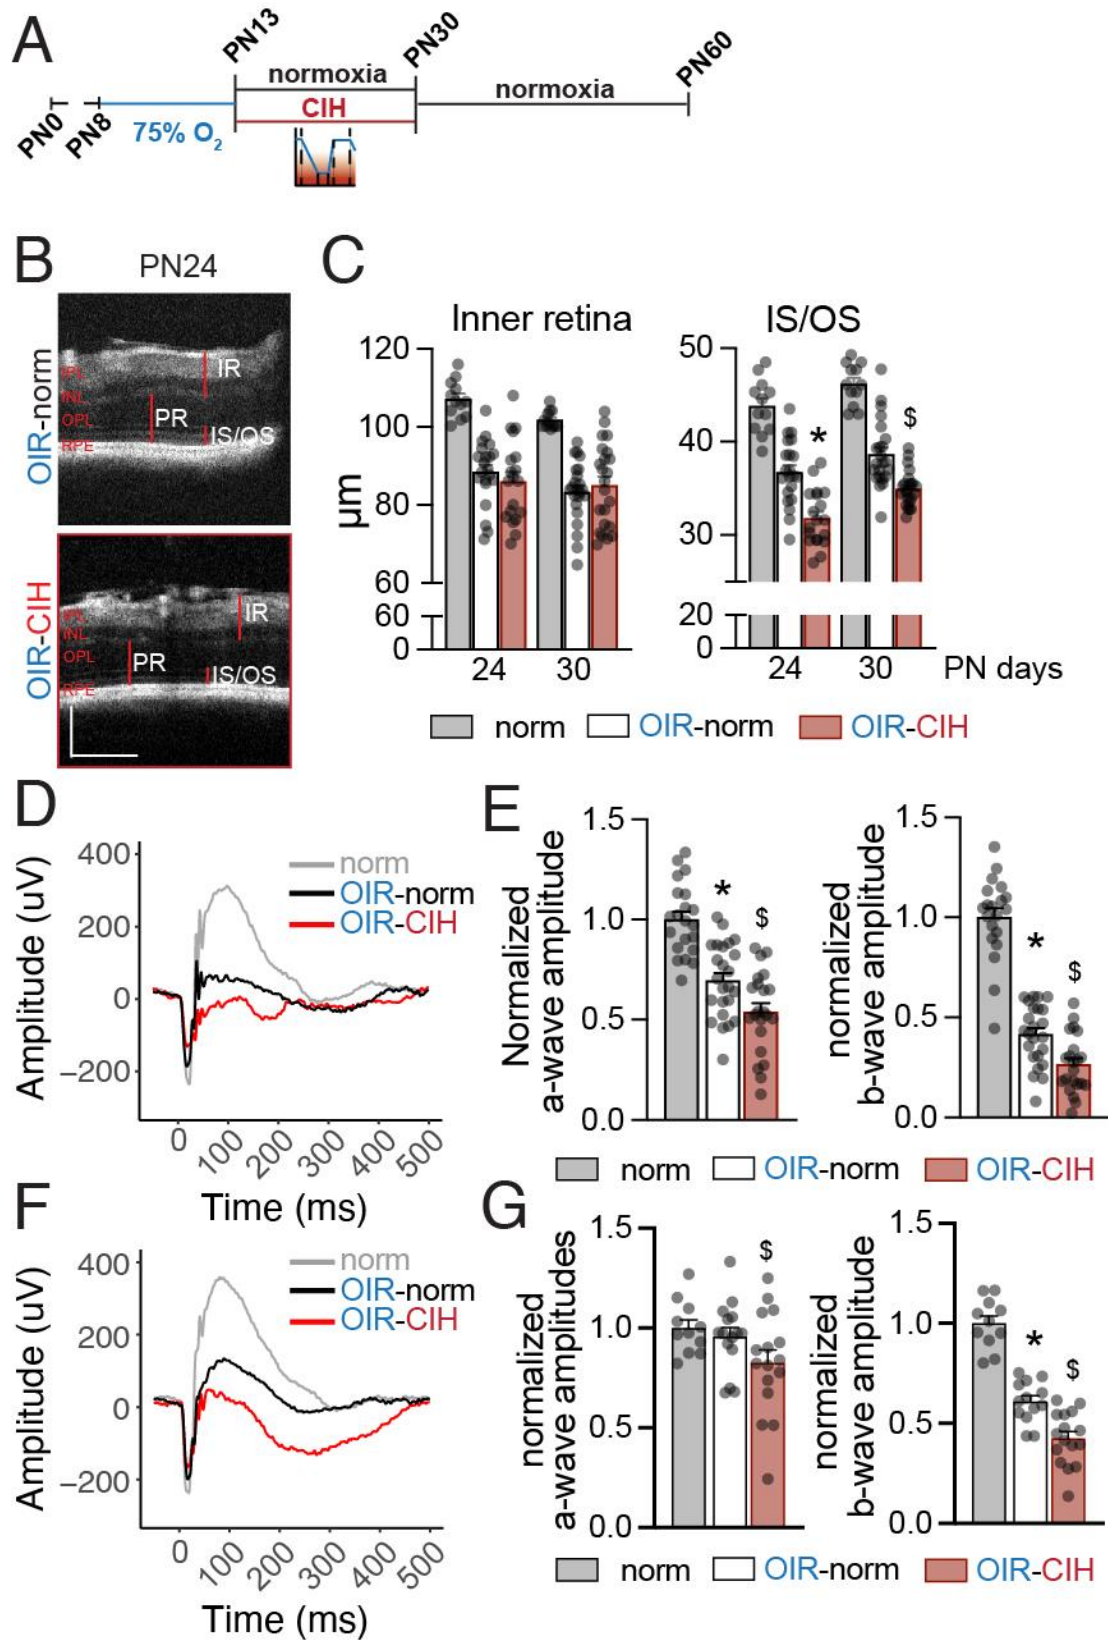 A
PN0
PN8
75% O2
PN13
normoxia
CIH
PN30
normoxia
PN60
B
PN24
OIR-norm
IPL
INL
OPL
RPE
IR
PR
IS/OS
OIR-CIH
IPL
INL
OPL
RPE
IR
PR
IS/OS
C
Inner retina
µm
120
100
80
60
60
0
24
30
IS/OS
50
40
30
20
0
*
$
24
30
PN days
norm
OIR-norm
OIR-CIH
D
Amplitude (uV)
400
200
0
−200
norm
OIR-norm
OIR-CIH
0
100
200
300
400
500
Time (ms)
E
Normalized
a-wave amplitude
1.5
1.0
0.5
0.0
*
$
normalized
b-wave amplitude
1.5
1.0
0.5
0.0
*
$
norm
OIR-norm
OIR-CIH
F
Amplitude (uV)
400
200
0
−200
norm
OIR-norm
OIR-CIH
0
100
200
300
400
500
Time (ms)
G
normalized
a-wave amplitudes
1.5
1.0
0.5
0.0
$
normalized
b-wave amplitude
1.5
1.0
0.5
0.0
*
$
norm
OIR-norm
OIR-CIH